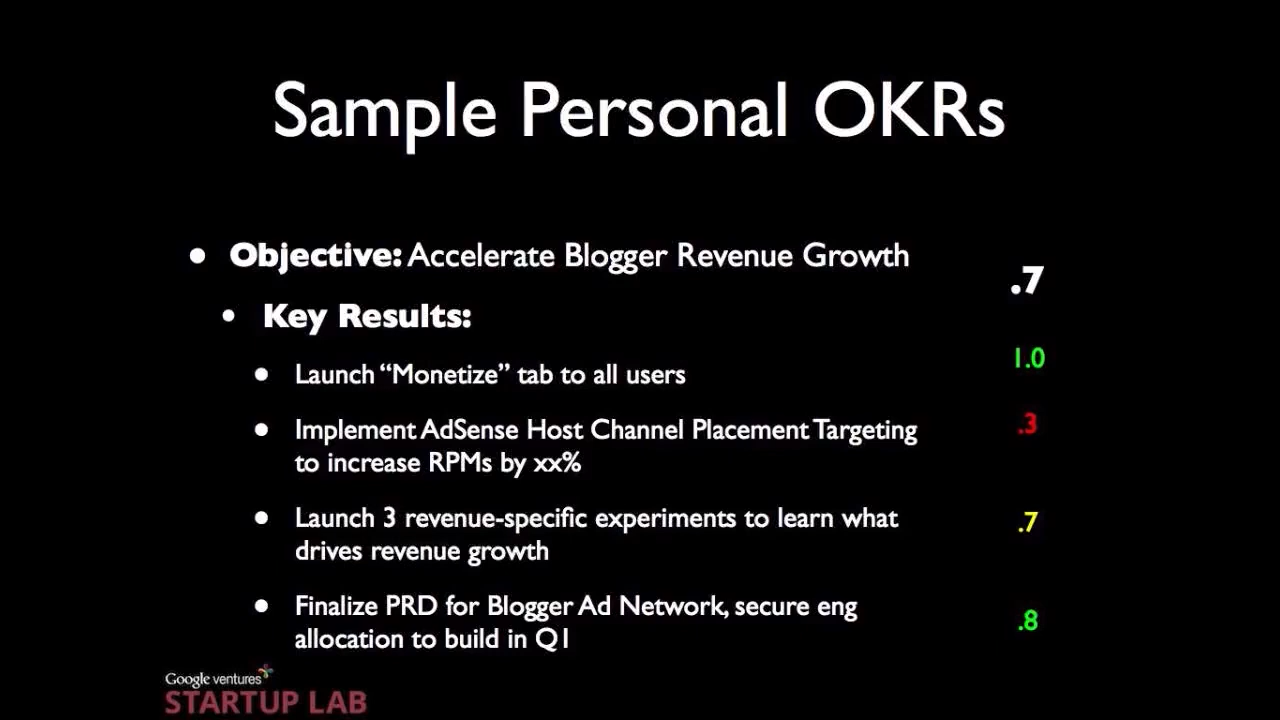 Sample Personal OKRs
• Objective: Accelerate Blogger Revenue Growth
.7
• Key Results:
• Launch “Monetize” tab to all users
1.0
• Implement AdSense Host Channel Placement Targeting
to increase RPMs by xx%
.3
• Launch 3 revenue-specific experiments to learn what
drives revenue growth
.7
• Finalize PRD for Blogger Ad Network, secure eng
allocation to build in Q1
.8
Google ventures
STARTUP LAB